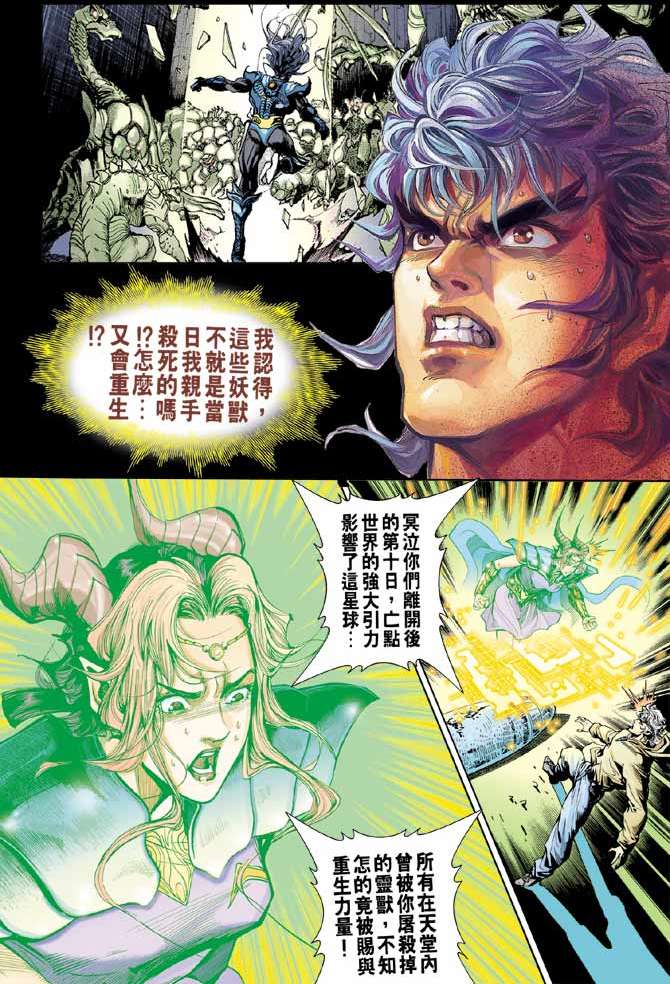 我認得，
這些妖獸
不就是當
日我親手
殺死的嗎
!?怎麼…
又會重生
!?
冥泣你們離開後
的第十日，亡點
世界的強大引力
影響了這星球…
所有在天堂內
曾被你屠殺掉
的靈獸，不知
怎的竟被賜與
重生力量！